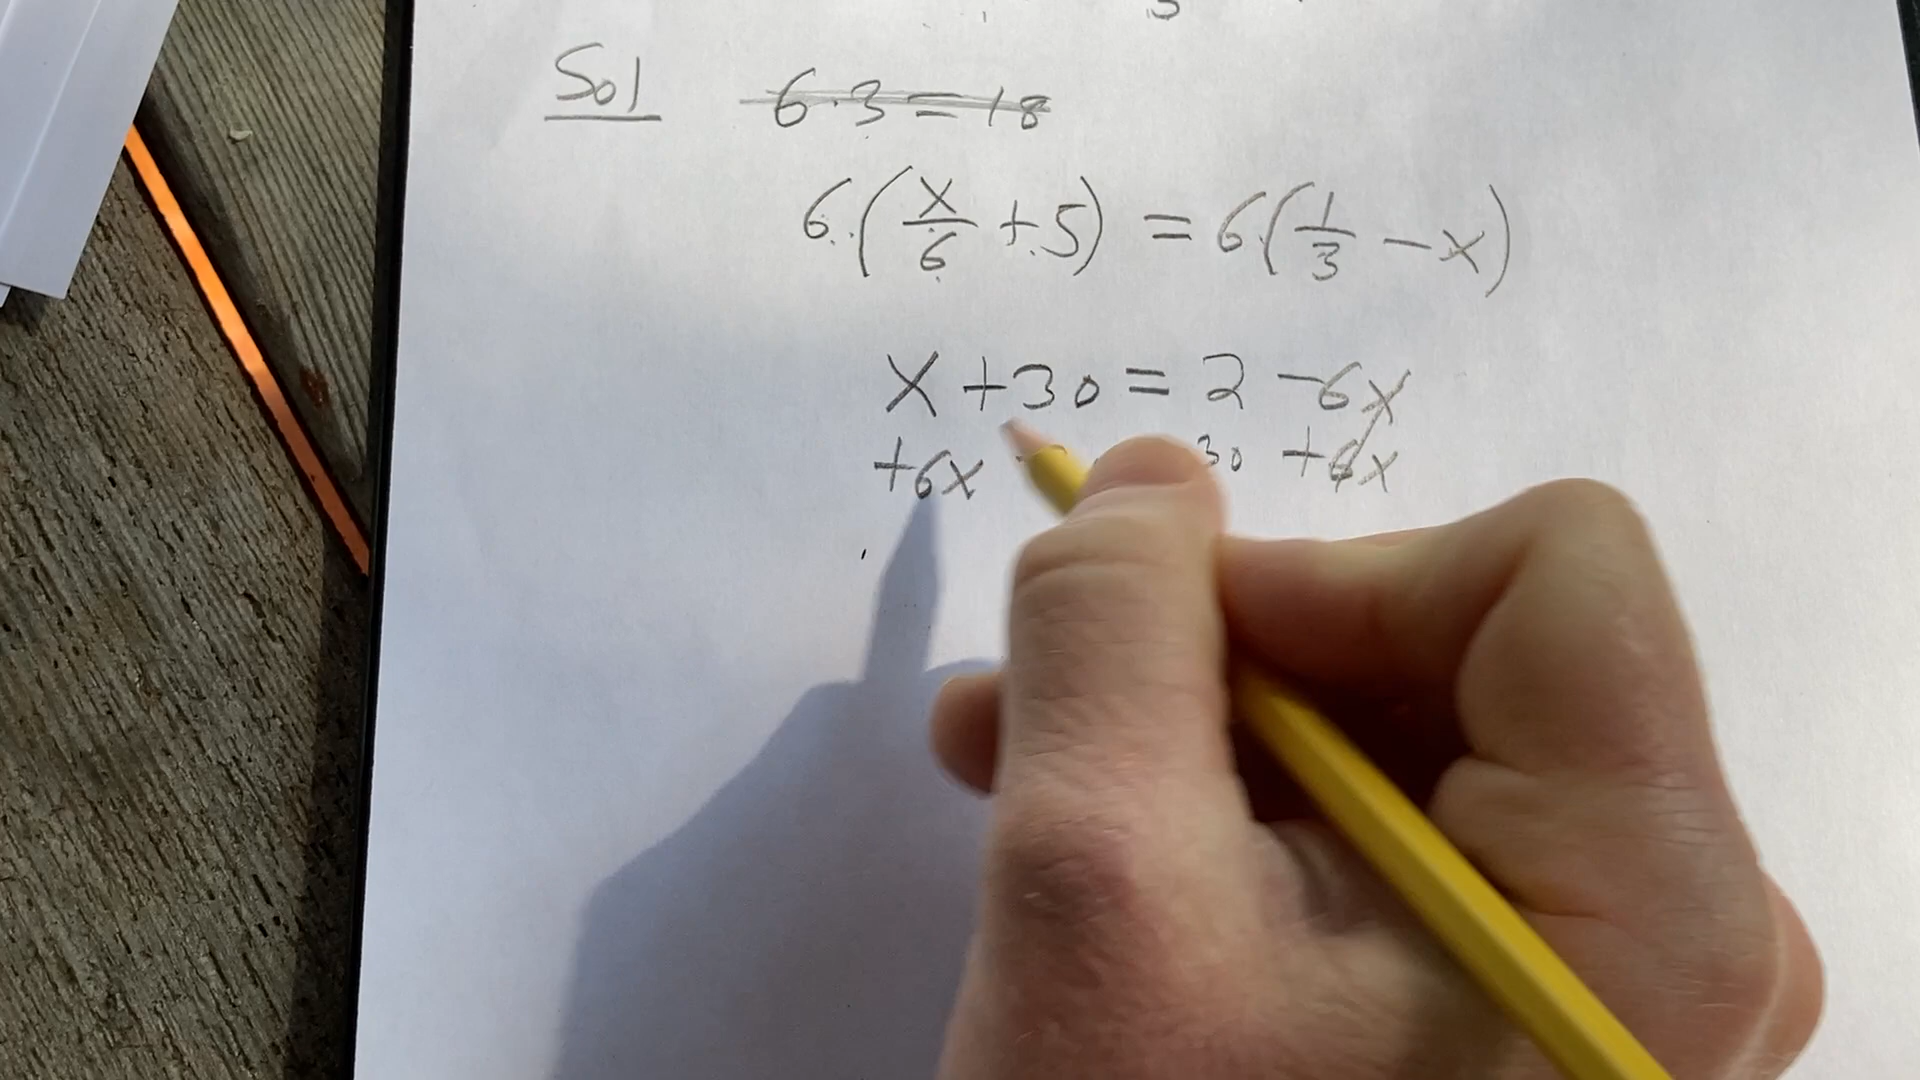 Sol 6·3=18
6·(x/6 + 5) = 6·(1/3 - x)
x + 30 = 2 - 6x
+6x 30 +6x